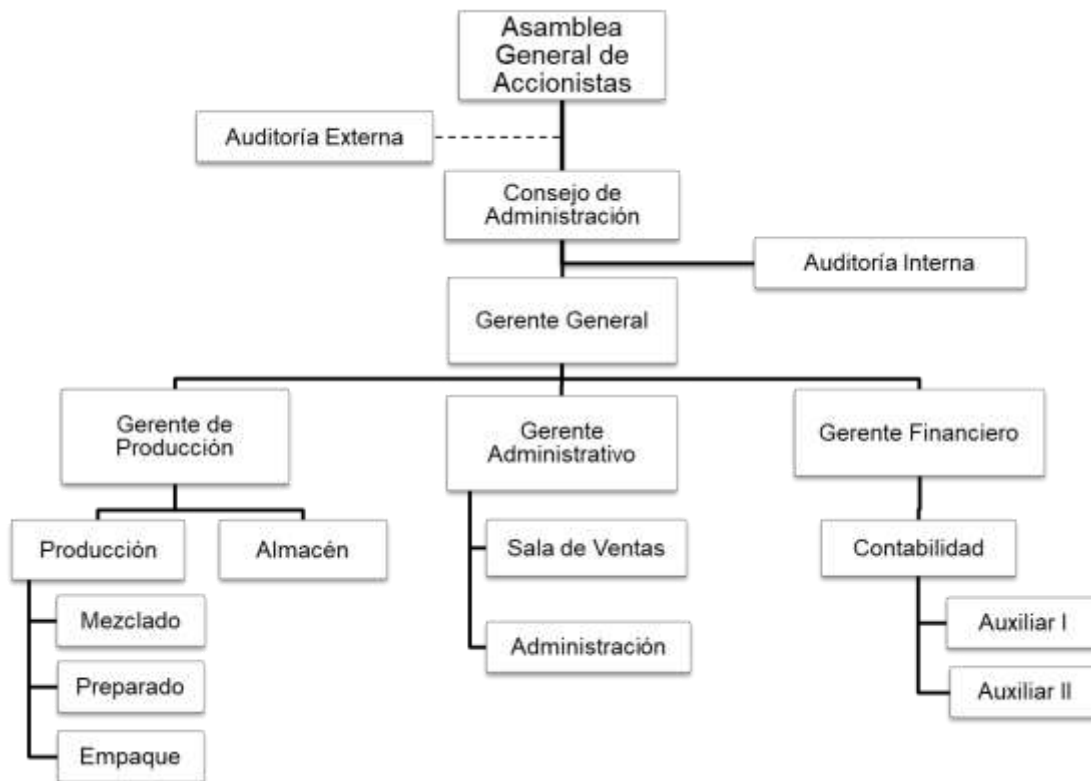 Asamblea
General de
Accionistas
Auditoría Externa
Consejo de
Administración
Auditoría Interna
Gerente General
Gerente de
Producción
Gerente
Administrativo
Gerente Financiero
Producción
Almacén
Sala de Ventas
Contabilidad
Mezclado
Auxiliar I
Administración
Preparado
Auxiliar II
Empaque